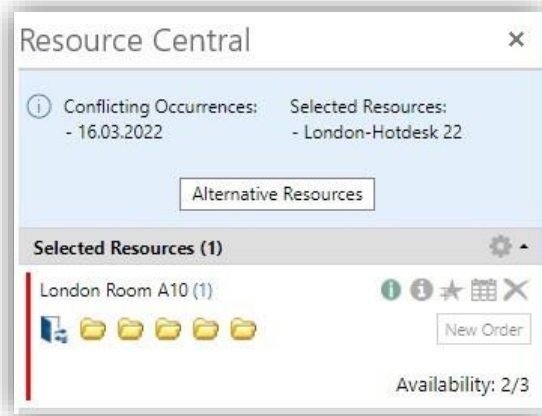 Resource Central
Conflicting Occurrences: Selected Resources:
- 16.03.2022 - London-Hotdesk 22
Alternative Resources
Selected Resources (1)
London Room A10 (1)
New Order
Availability: 2/3